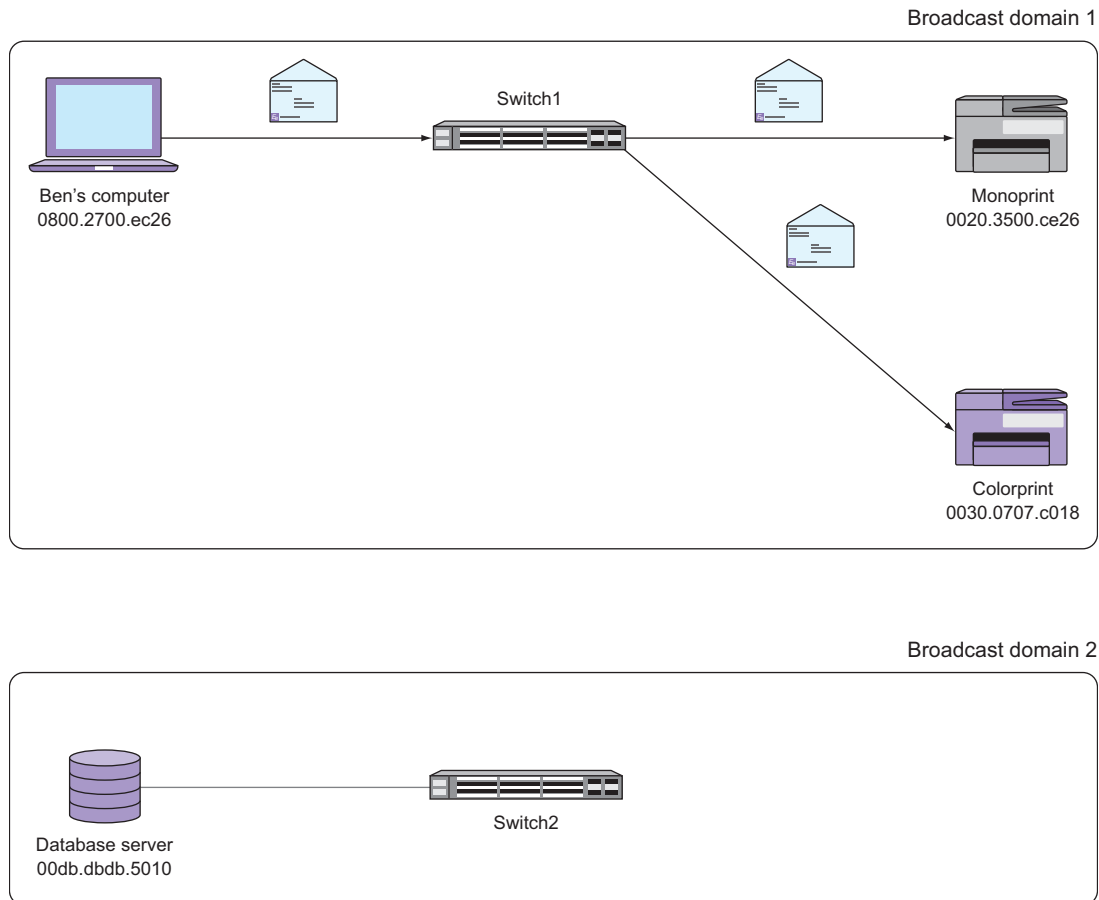 Broadcast domain 1
Switch1
Ben's computer
0800.2700.ec26
Monoprint
0020.3500.ce26
Colorprint
0030.0707.c018
Broadcast domain 2
Switch2
Database server
00db.dbdb.5010